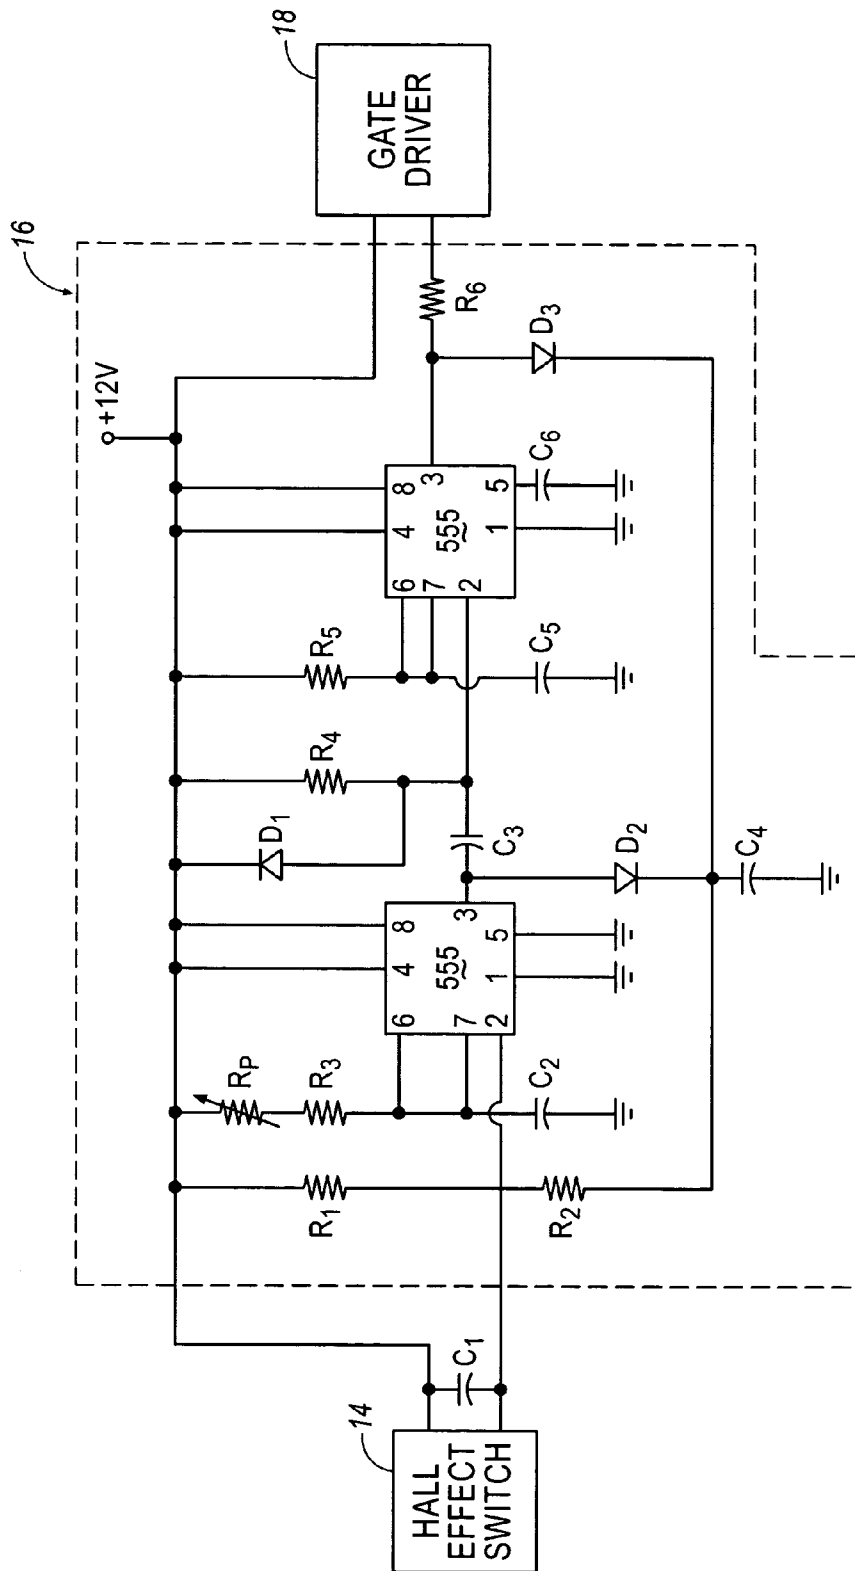 16
18
+12V
GATE
DRIVER
R6
D3
8
4
3
555
6
7
2
1
5
C6
R5
C5
R4
D1
C3
D2
C4
8
4
3
555
6
7
2
1
5
RP
R3
C2
R1
R2
C1
14
HALL
EFFECT
SWITCH